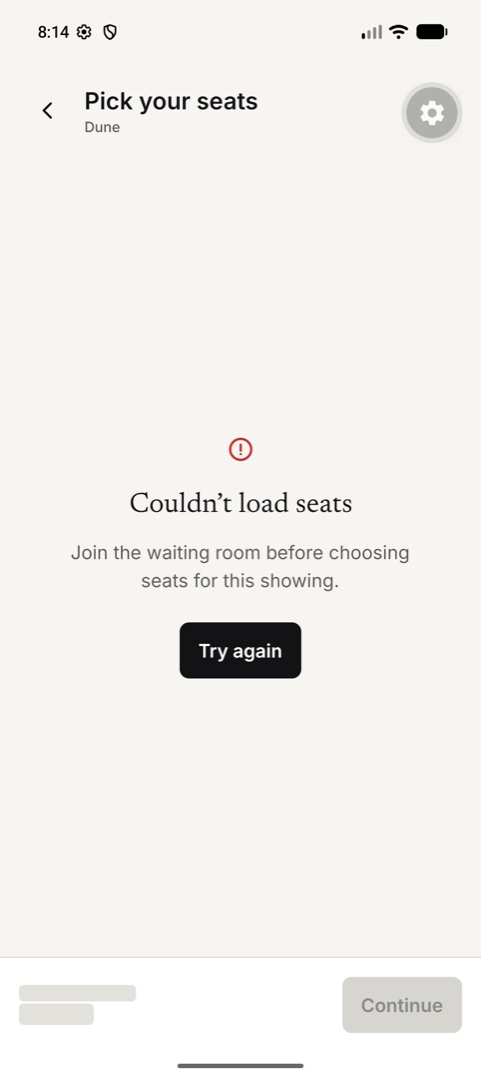 8:14
Pick your seats
Dune
Couldn’t load seats
Join the waiting room before choosing
seats for this showing.
Try again
Continue